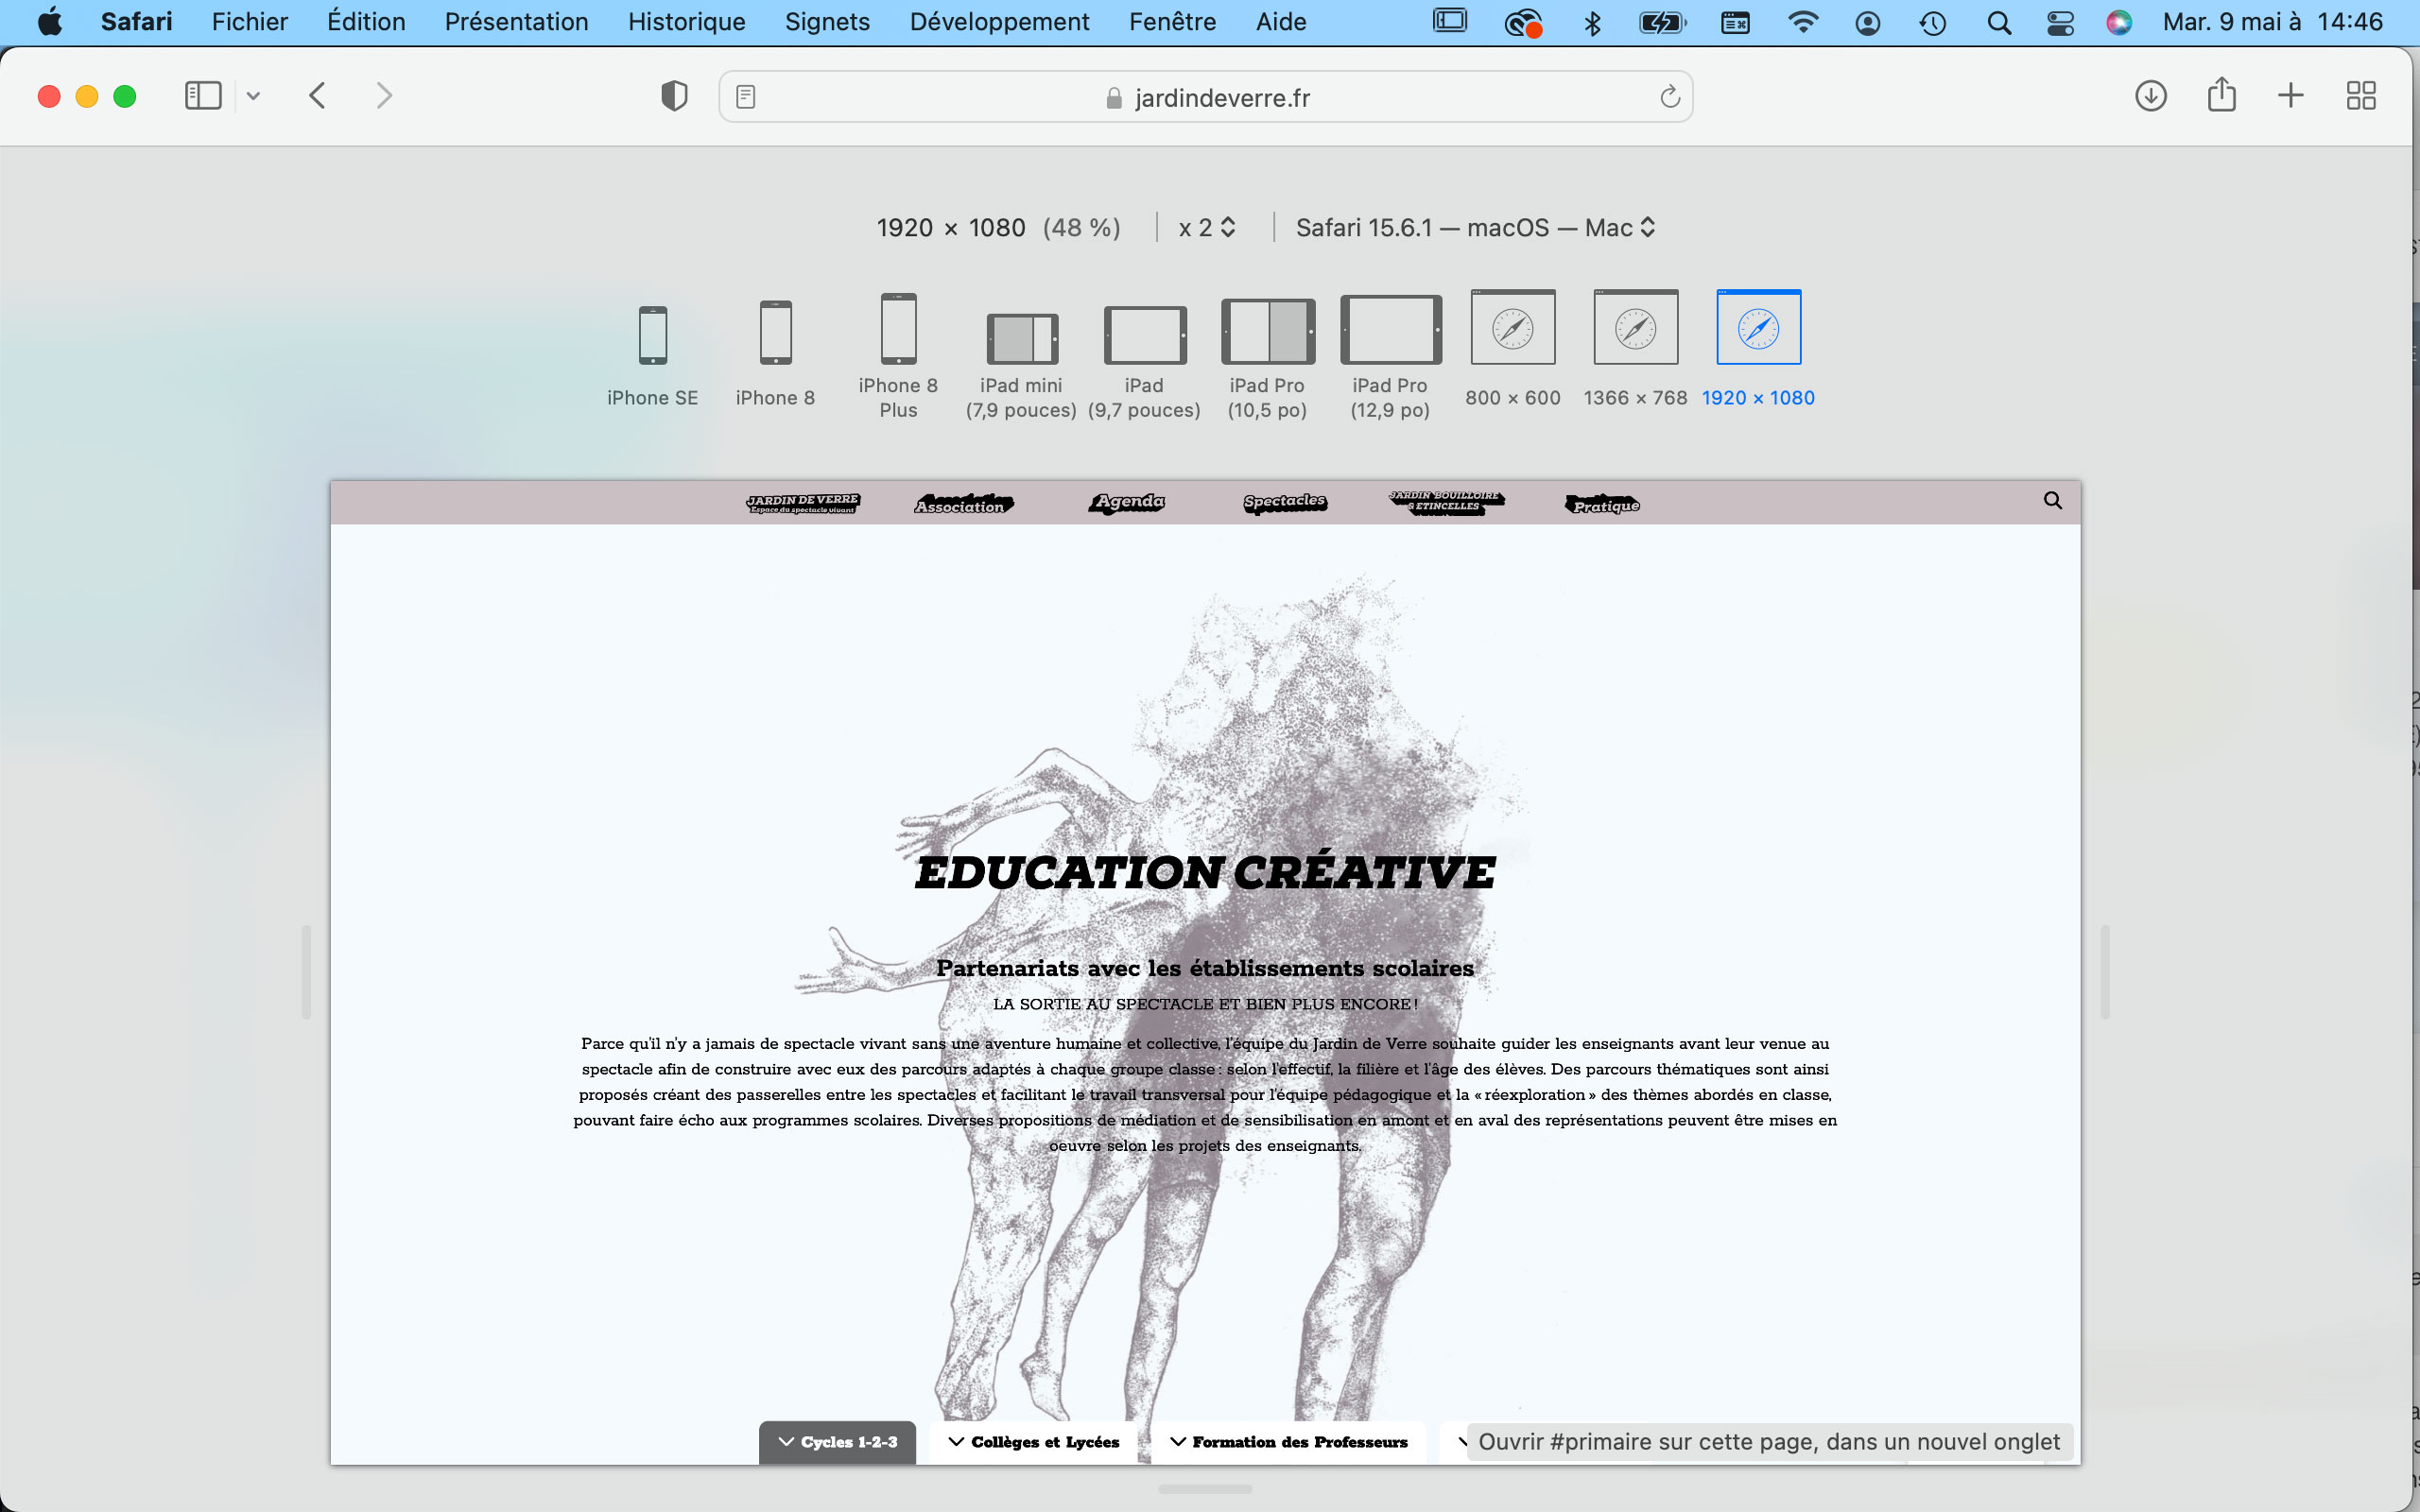 Safari Fichier Édition Présentation Historique Signets Développement Fenêtre Aide Mar. 9 mai à 14:46
jardindeverre.fr
1920 × 1080 (48 %) x 2 Safari 15.6.1 — macOS — Mac
iPhone SE
iPhone 8
iPhone 8
Plus
iPad mini
(7,9 pouces)
iPad
(9,7 pouces)
iPad Pro
(10,5 po)
iPad Pro
(12,9 po)
800 × 600
1366 × 768
1920 × 1080
JARDIN DE VERRE
Espace du spectacle vivant
Association
Agenda
Spectacles
JARDIN BOUILLOIRE
& ETINCELLES
Pratique
EDUCATION CRÉATIVE
Partenariats avec les établissements scolaires
LA SORTIE AU SPECTACLE ET BIEN PLUS ENCORE !
Parce qu'il n'y a jamais de spectacle vivant sans une aventure humaine et collective, l'équipe du Jardin de Verre souhaite guider les enseignants avant leur venue au
spectacle afin de construire avec eux des parcours adaptés à chaque groupe classe : selon l'effectif, la filière et l'âge des élèves. Des parcours thématiques sont ainsi
proposés créant des passerelles entre les spectacles et facilitant le travail transversal pour l'équipe pédagogique et la « réexploration » des thèmes abordés en classe,
pouvant faire écho aux programmes scolaires. Diverses propositions de médiation et de sensibilisation en amont et en aval des représentations peuvent être mises en
oeuvre selon les projets des enseignants.
Cycles 1-2-3
Collèges et Lycées
Formation des Professeurs
Ouvrir #primaire sur cette page, dans un nouvel onglet